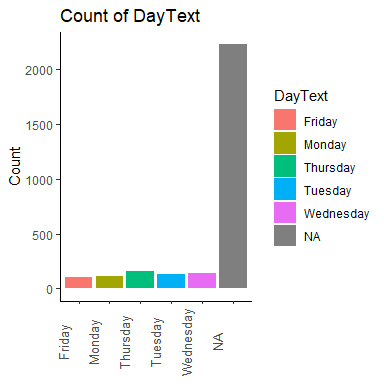 Count of DayText
2000
1500
1000
500
0
Count
Friday
Monday
Thursday
Tuesday
Wednesday
NA
DayText
Friday
Monday
Thursday
Tuesday
Wednesday
NA